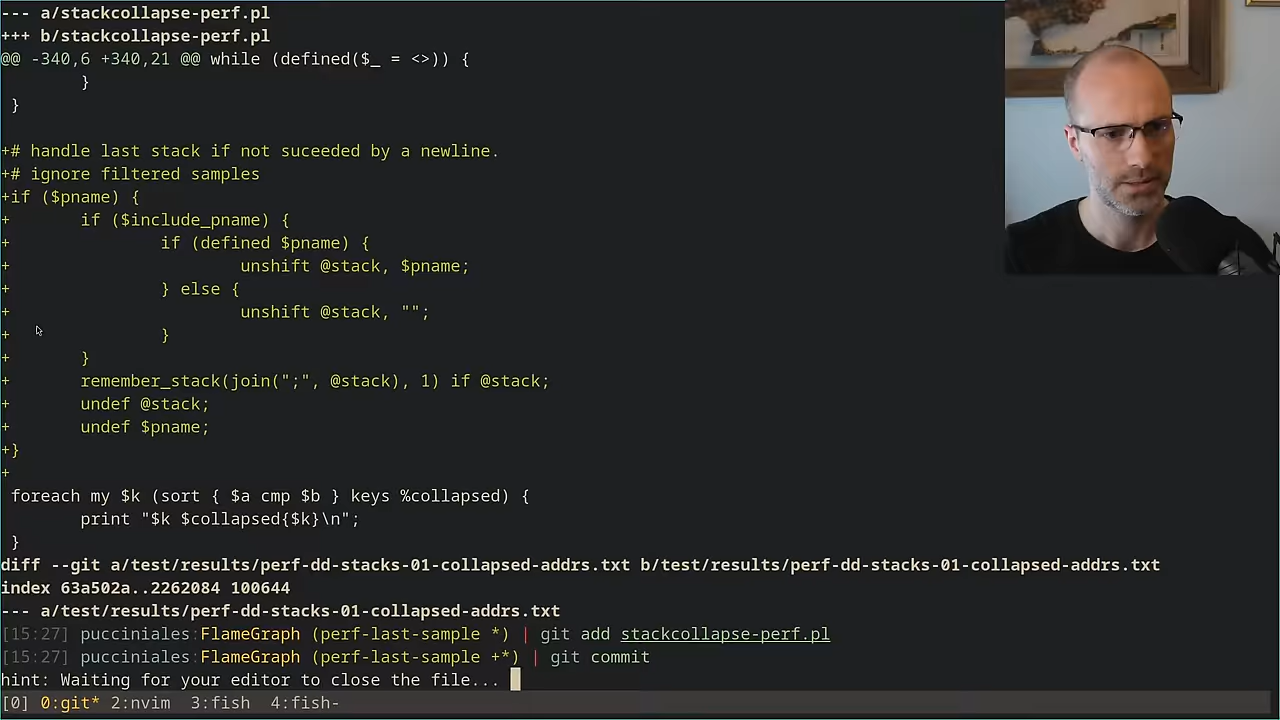 --- a/stackcollapse-perf.pl
+++ b/stackcollapse-perf.pl
@@ -340,6 +340,21 @@ while (defined($_ = <>)) {
        }
 }

+# handle last stack if not suceeded by a newline.
+# ignore filtered samples
+if ($pname) {
+       if ($include_pname) {
+               if (defined $pname) {
+                       unshift @stack, $pname;
+               } else {
+                       unshift @stack, "";
+               }
+       }
+       remember_stack(join(";", @stack), 1) if @stack;
+       undef @stack;
+       undef $pname;
+}
+
 foreach my $k (sort { $a cmp $b } keys %collapsed) {
        print "$k $collapsed{$k}\n";
 }
diff --git a/test/results/perf-dd-stacks-01-collapsed-addrs.txt b/test/results/perf-dd-stacks-01-collapsed-addrs.txt
index 63a502a..2262084 100644
--- a/test/results/perf-dd-stacks-01-collapsed-addrs.txt
[15:27] pucciniales:FlameGraph (perf-last-sample *) | git add stackcollapse-perf.pl
[15:27] pucciniales:FlameGraph (perf-last-sample +*) | git commit
hint: Waiting for your editor to close the file...
[0] 0:git* 2:nvim  3:fish  4:fish-